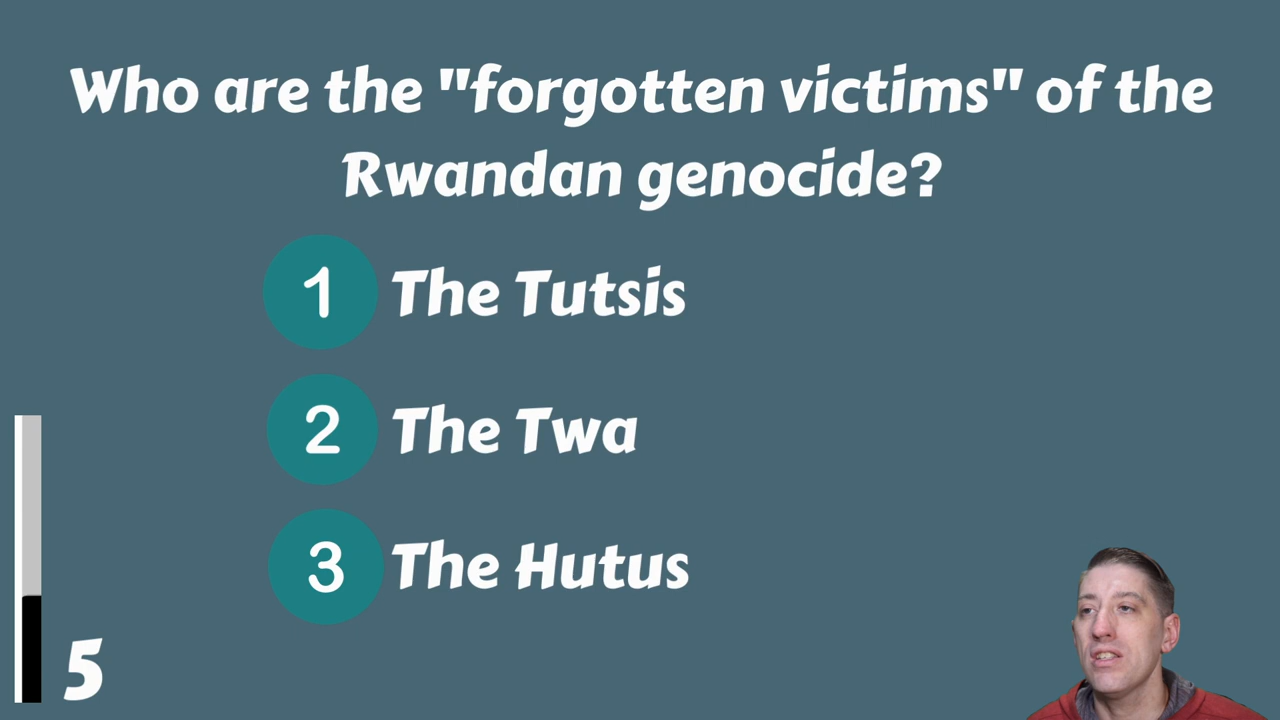 Who are the "forgotten victims" of the
Rwandan genocide?
1 The Tutsis
2 The Twa
3 The Hutus
5